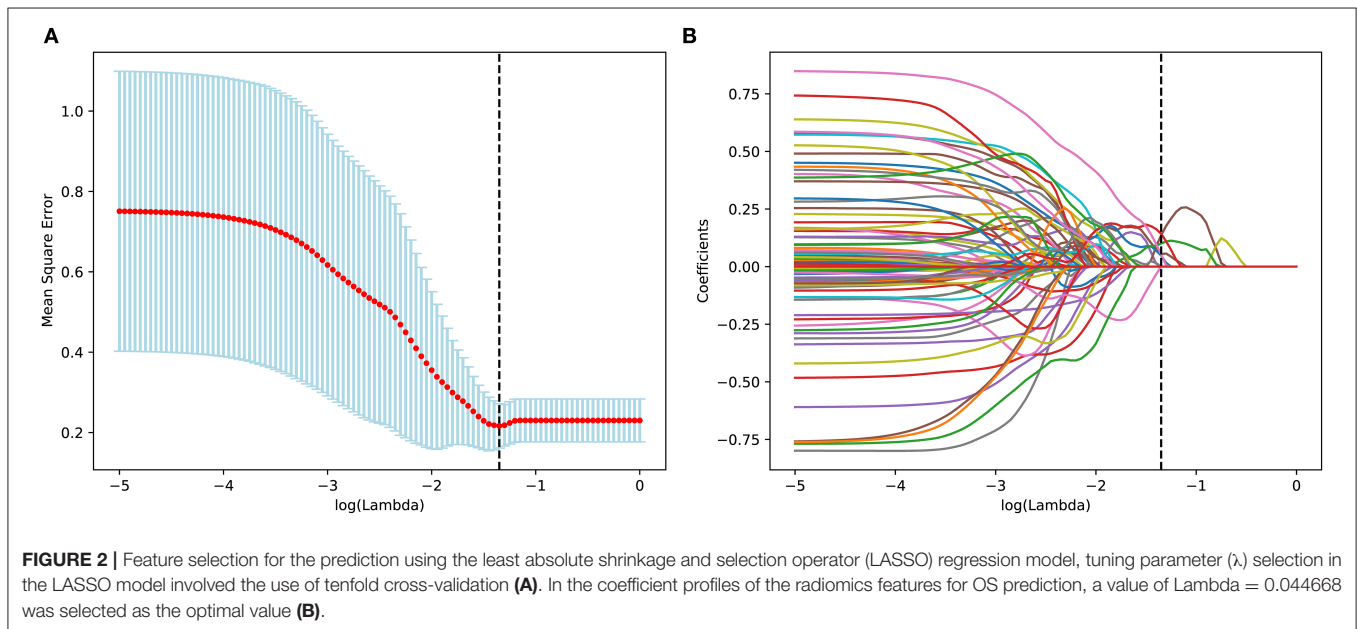 A
B
1.0
0.8
0.6
0.4
0.2
Mean Square Error
-5
-4
-3
-2
-1
0
log(Lambda)
0.75
0.50
0.25
0.00
-0.25
-0.50
-0.75
Coefficients
-5
-4
-3
-2
-1
0
log(Lambda)
FIGURE 2 | Feature selection for the prediction using the least absolute shrinkage and selection operator (LASSO) regression model, tuning parameter (λ) selection in
the LASSO model involved the use of tenfold cross-validation (A). In the coefficient profiles of the radiomics features for OS prediction, a value of Lambda = 0.044668
was selected as the optimal value (B).